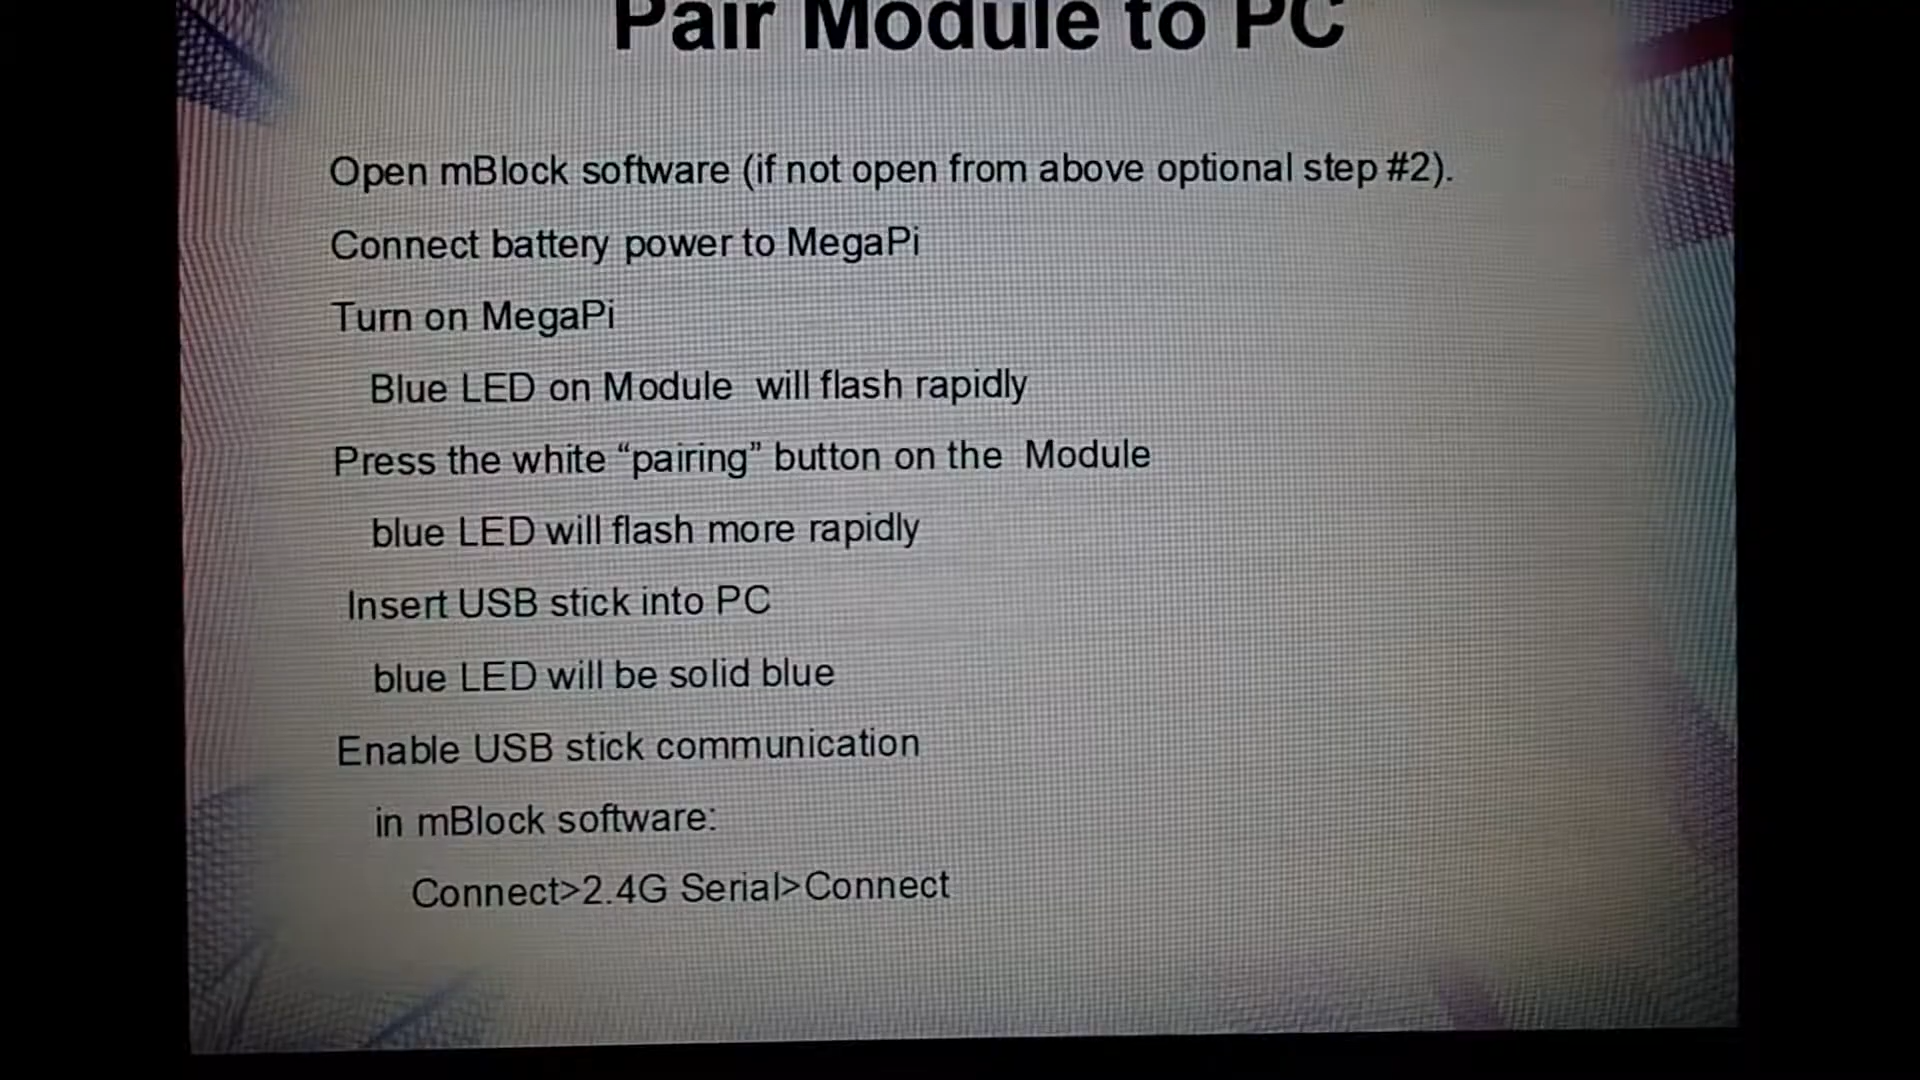 Pair Module to PC
Open mBlock software (if not open from above optional step #2).
Connect battery power to MegaPi
Turn on MegaPi
Blue LED on Module will flash rapidly
Press the white “pairing” button on the Module
blue LED will flash more rapidly
Insert USB stick into PC
blue LED will be solid blue
Enable USB stick communication
in mBlock software:
Connect>2.4G Serial>Connect